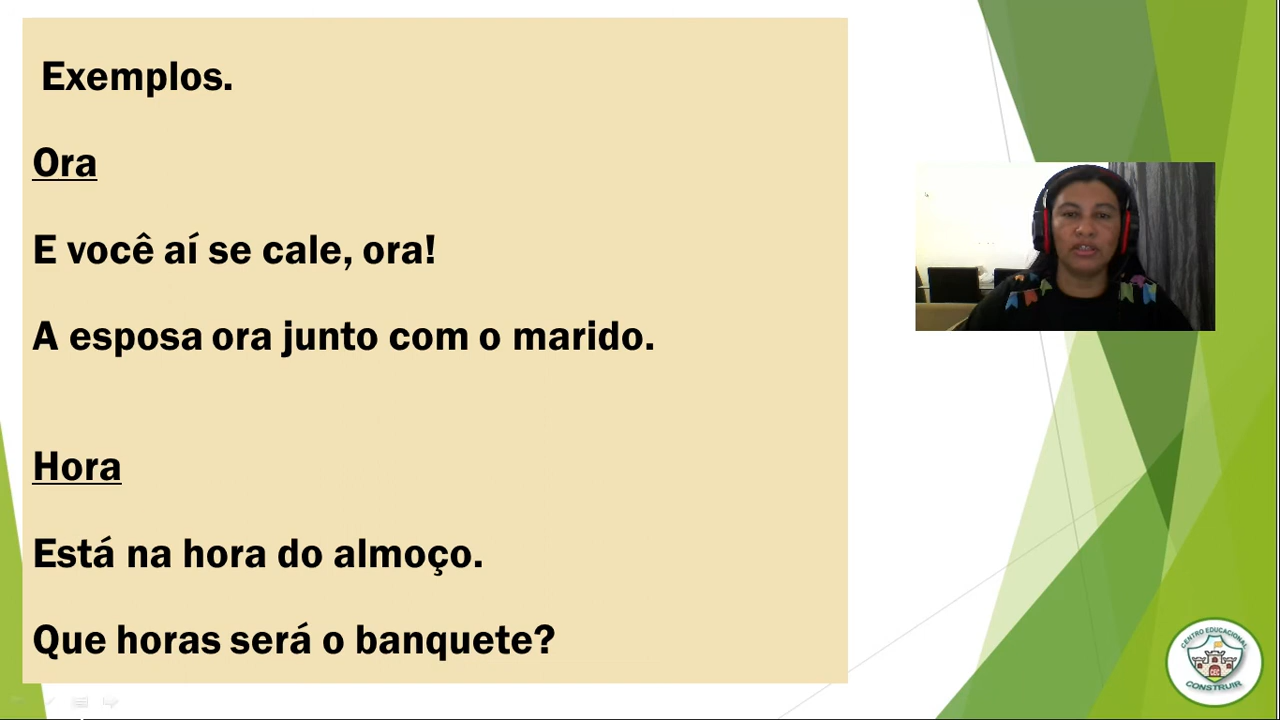 Exemplos.
Ora
E você aí se cale, ora!
A esposa ora junto com o marido.
Hora
Está na hora do almoço.
Que horas será o banquete?
CENTRO EDUCACIONAL
CEC
CONSTRUIR